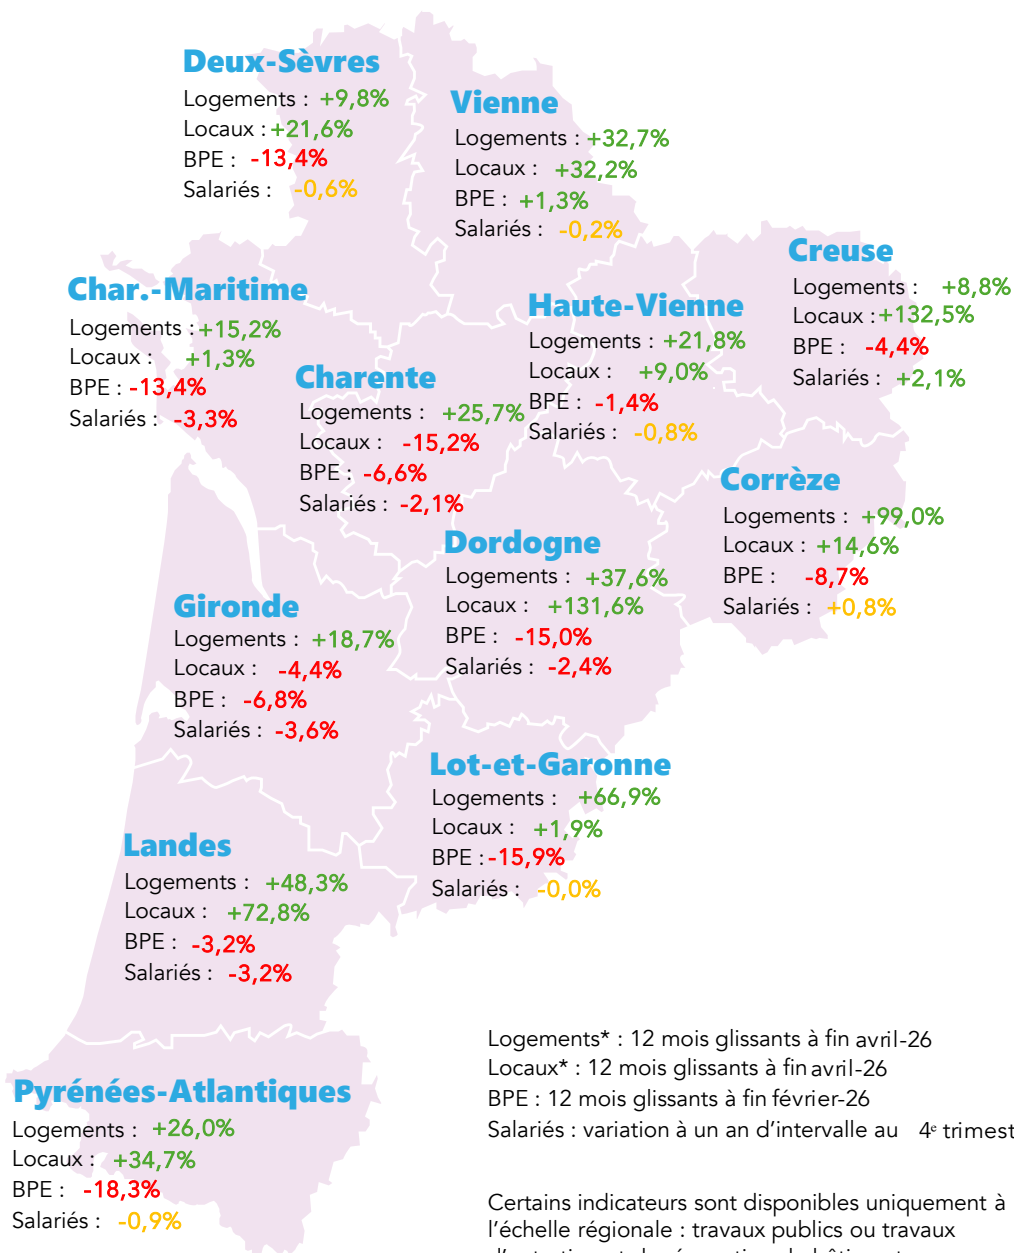 Deux-Sèvres
Logements : +9,8%
Locaux : +21,6%
BPE : -13,4%
Salariés : -0,6%
Vienne
Logements : +32,7%
Locaux : +32,2%
BPE : +1,3%
Salariés : -0,2%
Creuse
Logements : +8,8%
Locaux : +132,5%
BPE : -4,4%
Salariés : +2,1%
Char.-Maritime
Logements : +15,2%
Locaux : +1,3%
BPE : -13,4%
Salariés : -3,3%
Haute-Vienne
Logements : +21,8%
Locaux : +9,0%
BPE : -1,4%
Salariés : -0,8%
Charente
Logements : +25,7%
Locaux : -15,2%
BPE : -6,6%
Salariés : -2,1%
Corrèze
Logements : +99,0%
Locaux : +14,6%
BPE : -8,7%
Salariés : +0,8%
Dordogne
Logements : +37,6%
Locaux : +131,6%
BPE : -15,0%
Salariés : -2,4%
Gironde
Logements : +18,7%
Locaux : -4,4%
BPE : -6,8%
Salariés : -3,6%
Lot-et-Garonne
Logements : +66,9%
Locaux : +1,9%
BPE : -15,9%
Salariés : -0,0%
Landes
Logements : +48,3%
Locaux : +72,8%
BPE : -3,2%
Salariés : -3,2%
Pyrénées-Atlantiques
Logements : +26,0%
Locaux : +34,7%
BPE : -18,3%
Salariés : -0,9%
Logements* : 12 mois glissants à fin avril-26
Locaux* : 12 mois glissants à fin avril-26
BPE : 12 mois glissants à fin février-26
Salariés : variation à un an d'intervalle au 4e trimest
Certains indicateurs sont disponibles uniquement à
l'échelle régionale : travaux publics ou travaux